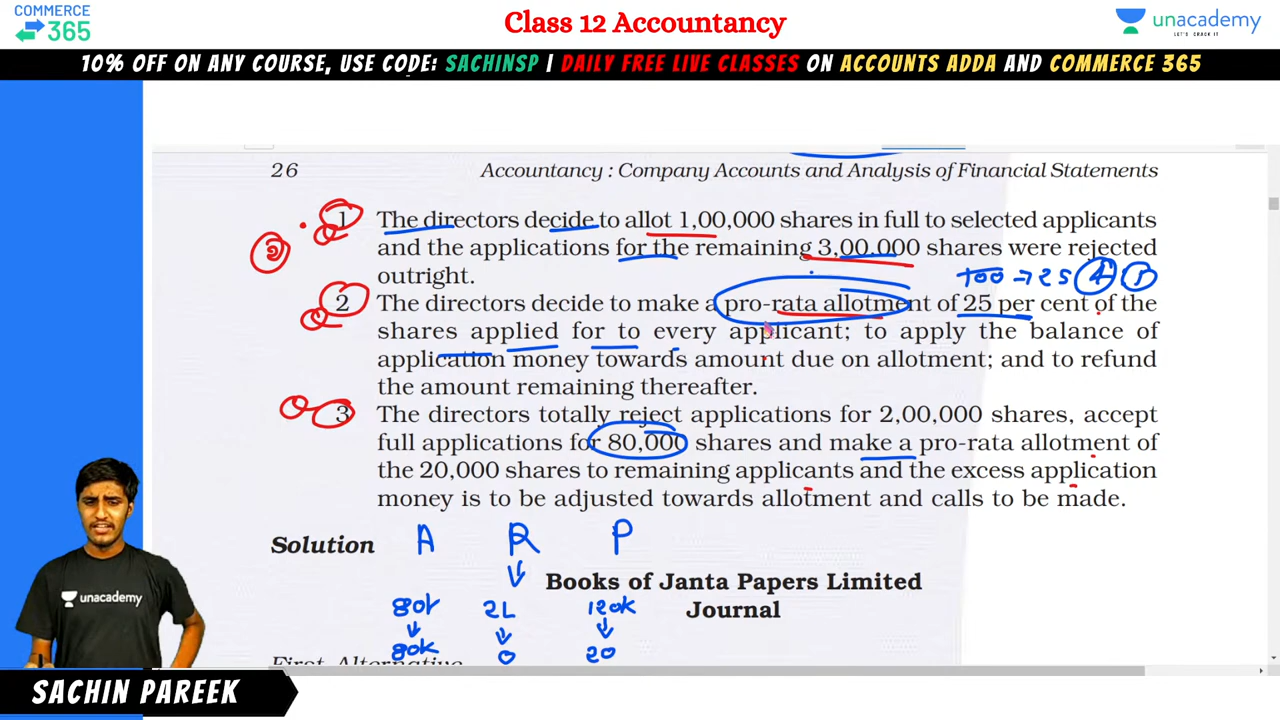 COMMERCE
365
Class 12 Accountancy
unacademy
LET'S CRACK IT
10% OFF ON ANY COURSE, USE CODE: SACHINSP | DAILY FREE LIVE CLASSES ON ACCOUNTS ADDA AND COMMERCE 365
26 Accountancy : Company Accounts and Analysis of Financial Statements
1 The directors decide to allot 1,00,000 shares in full to selected applicants
and the applications for the remaining 3,00,000 shares were rejected
outright.
100 → 25 A P
2 The directors decide to make a pro-rata allotment of 25 per cent of the
shares applied for to every applicant; to apply the balance of
application money towards amount due on allotment; and to refund
the amount remaining thereafter.
3 The directors totally reject applications for 2,00,000 shares, accept
full applications for 80,000 shares and make a pro-rata allotment of
the 20,000 shares to remaining applicants and the excess application
money is to be adjusted towards allotment and calls to be made.
Solution A R P
Books of Janta Papers Limited
Journal
80k 2L 120k
80k 0 20
First Alternative
unacademy
SACHIN PAREEK